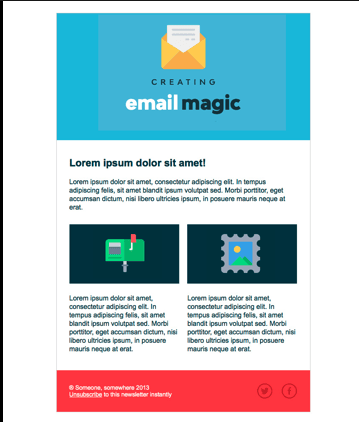 CREATING
email magic
Lorem ipsum dolor sit amet!
Lorem ipsum dolor sit amet, consectetur adipiscing elit. In tempus
adipiscing felis, sit amet blandit ipsum volutpat sed. Morbi porttitor, eget
accumsan dictum, nisi libero ultricies ipsum, in posuere mauris neque at
erat.
Lorem ipsum dolor sit amet,
consectetur adipiscing elit. In
tempus adipiscing felis, sit amet
blandit ipsum volutpat sed. Morbi
porttitor, eget accumsan dictum, nisi
libero ultricies ipsum, in posuere
mauris neque at erat.
Lorem ipsum dolor sit amet,
consectetur adipiscing elit. In
tempus adipiscing felis, sit amet
blandit ipsum volutpat sed. Morbi
porttitor, eget accumsan dictum, nisi
libero ultricies ipsum, in posuere
mauris neque at erat.
© Someone, somewhere 2013
Unsubscribe to this newsletter instantly